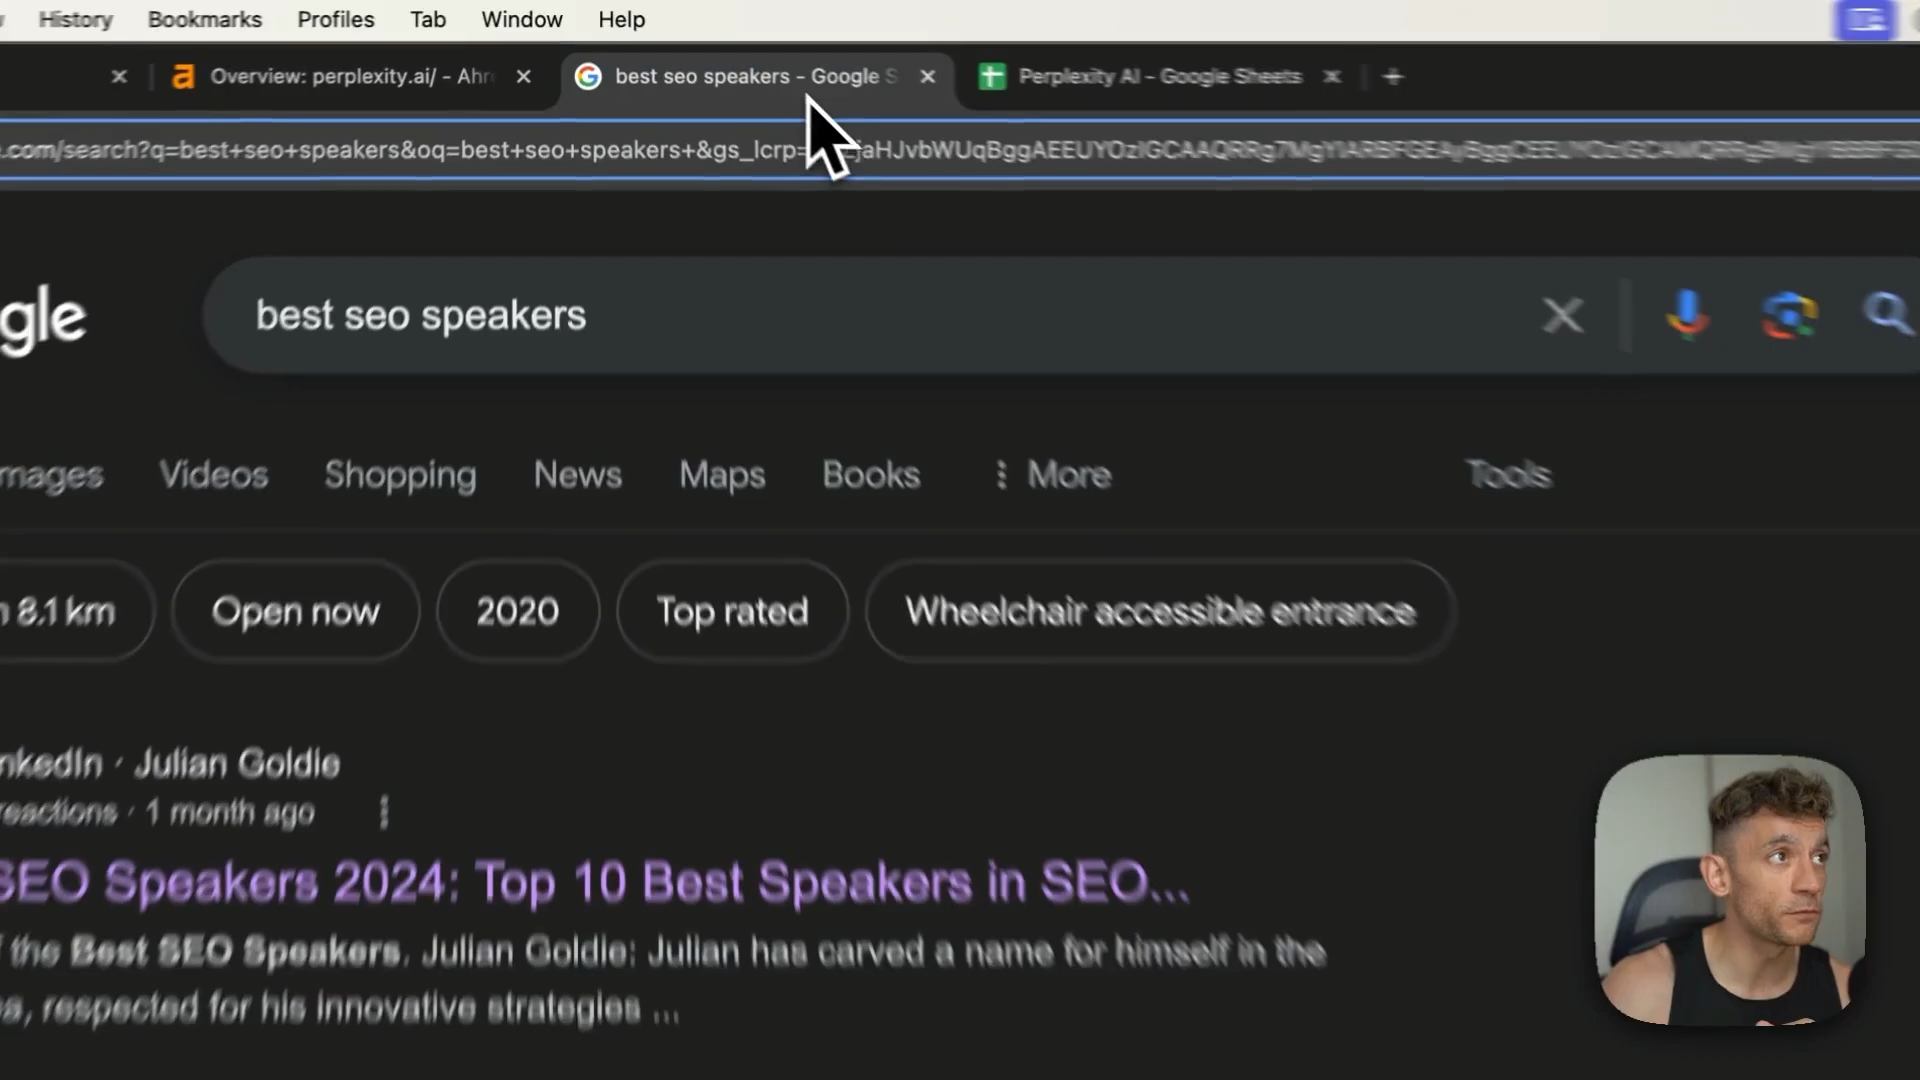 History Bookmarks Profiles Tab Window Help
Overview: perplexity.ai/ - Ahr
best seo speakers - Google S
Perplexity AI - Google Sheets
.com/search?q=best+seo+speakers&oq=best+seo+speakers+&gs_lcrp=
gle
best seo speakers
mages Videos Shopping News Maps Books More Tools
8.1 km Open now 2020 Top rated Wheelchair accessible entrance
nkedIn · Julian Goldie
reactions · 1 month ago
SEO Speakers 2024: Top 10 Best Speakers in SEO...
the Best SEO Speakers. Julian Goldie: Julian has carved a name for himself in the
respected for his innovative strategies ...